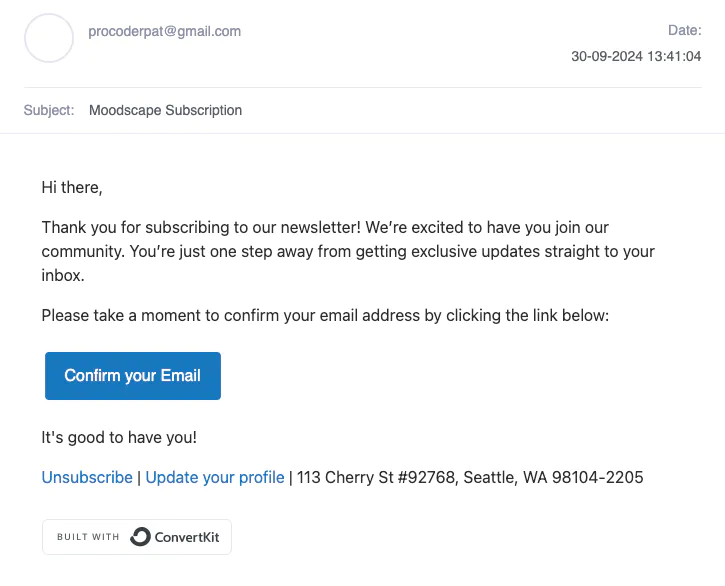 procoderpat@gmail.com
Date:
30-09-2024 13:41:04
Subject: Moodscape Subscription
Hi there,
Thank you for subscribing to our newsletter! We’re excited to have you join our
community. You’re just one step away from getting exclusive updates straight to your
inbox.
Please take a moment to confirm your email address by clicking the link below:
Confirm your Email
It's good to have you!
Unsubscribe | Update your profile | 113 Cherry St #92768, Seattle, WA 98104-2205
BUILT WITH ConvertKit